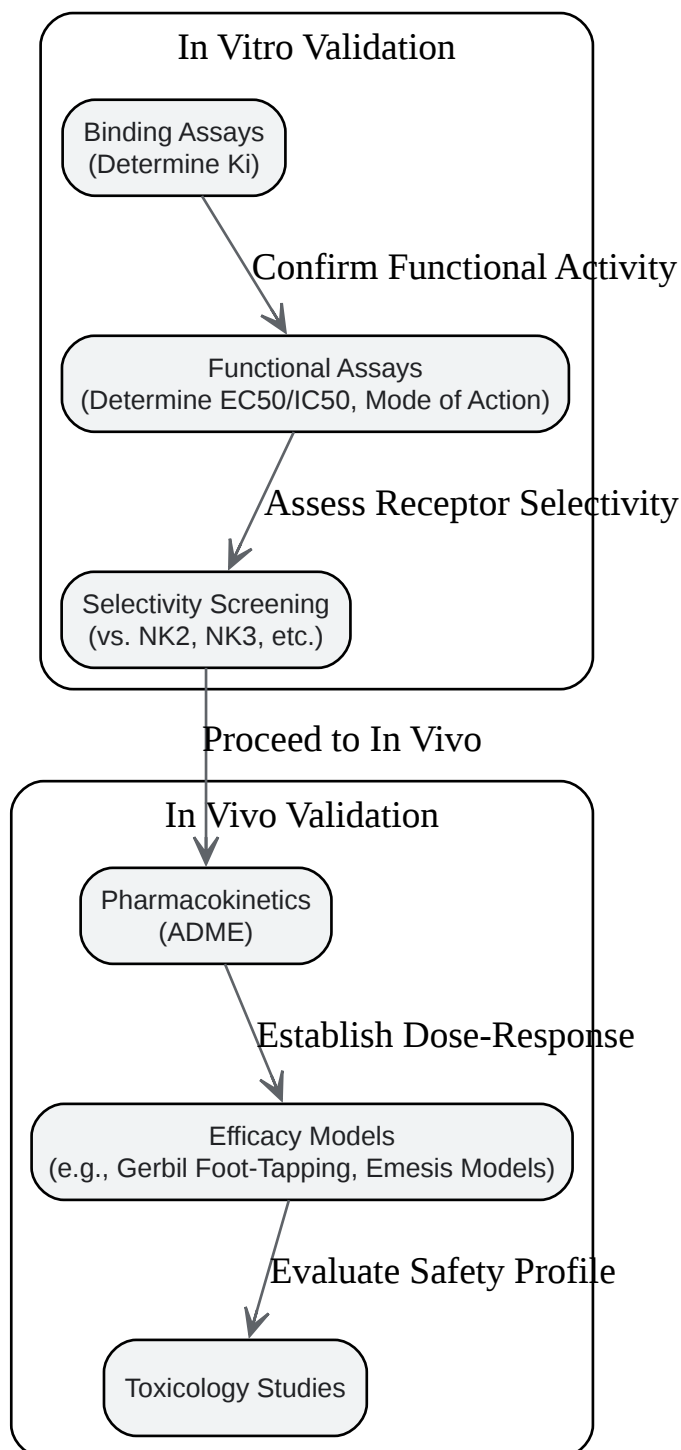 In Vitro Validation
Binding Assays
(Determine Ki)
Confirm Functional Activity
Functional Assays
(Determine EC50/IC50, Mode of Action)
Assess Receptor Selectivity
Selectivity Screening
(vs. NK2, NK3, etc.)
Proceed to In Vivo
In Vivo Validation
Pharmacokinetics
(ADME)
Establish Dose-Response
Efficacy Models
(e.g., Gerbil Foot-Tapping, Emesis Models)
Evaluate Safety Profile
Toxicology Studies